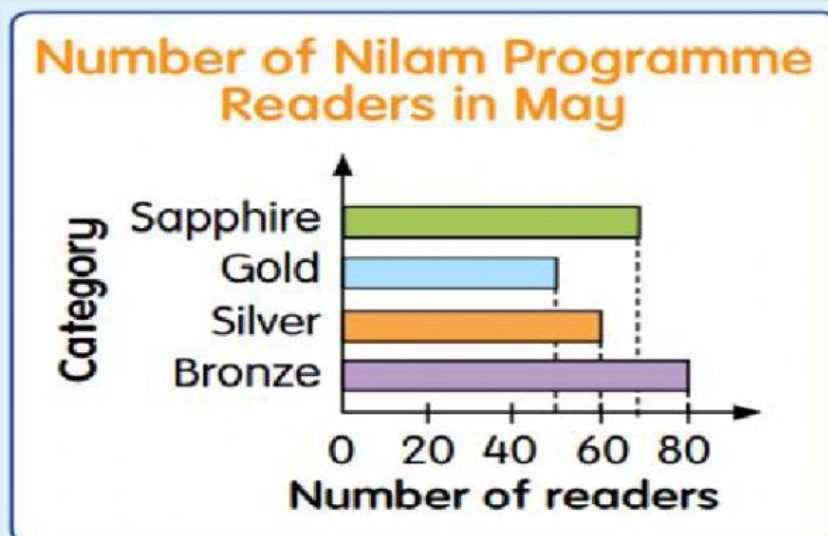 Number of Nilam Programme
Readers in May
Category
Sapphire
Gold
Silver
Bronze
0 20 40 60 80
Number of readers